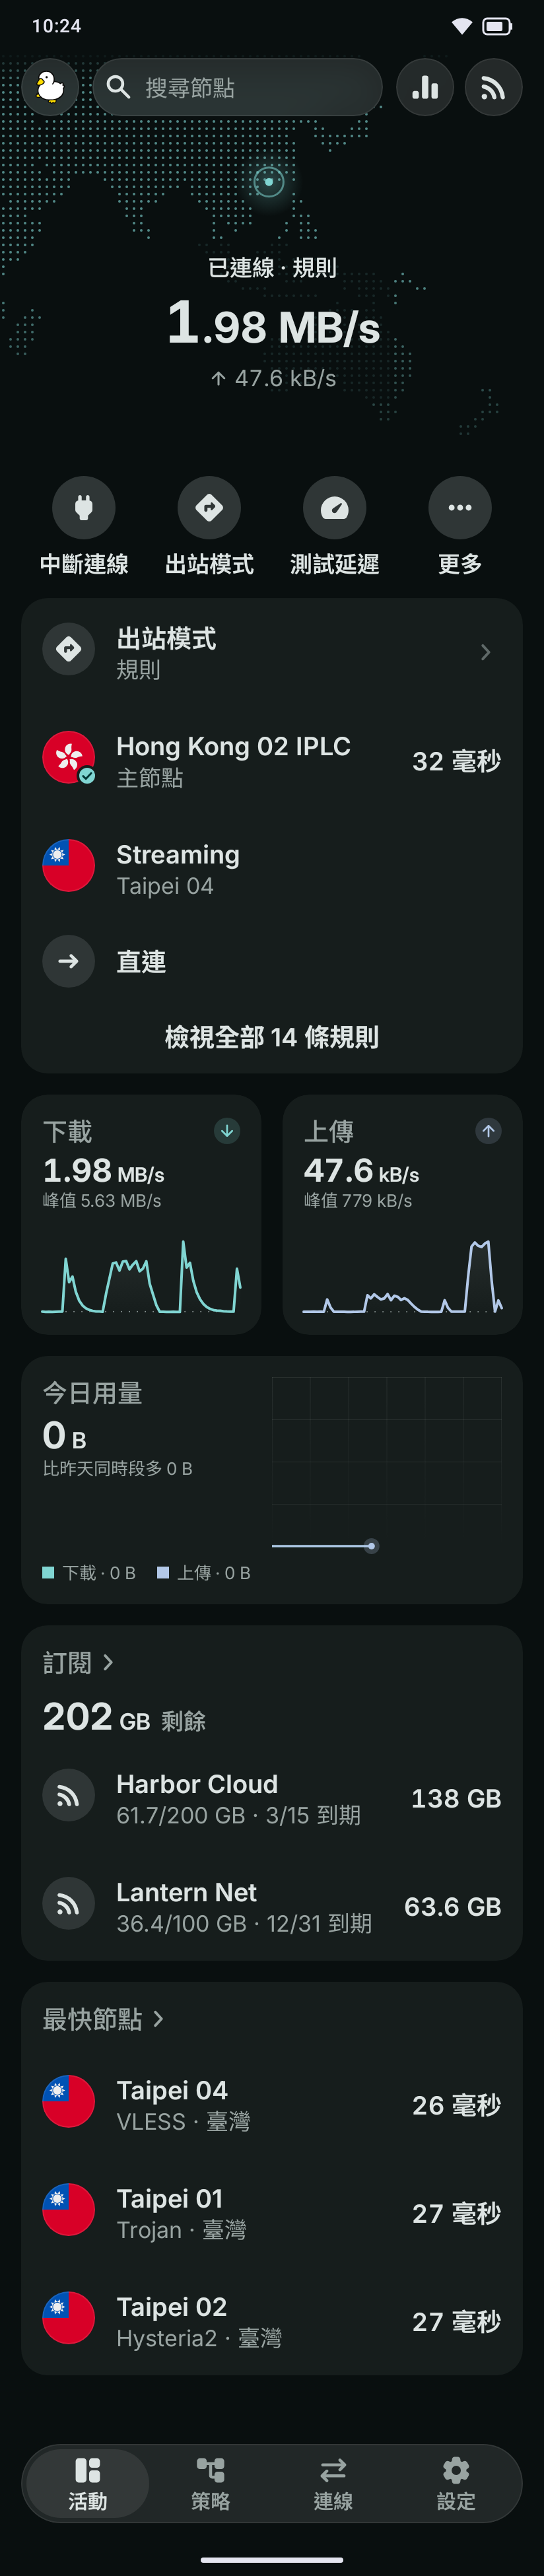 10:24
搜尋節點
已連線 · 規則
1.98 MB/s
↑ 47.6 kB/s
中斷連線
出站模式
測試延遲
更多
出站模式
規則
Hong Kong 02 IPLC
主節點
32 毫秒
Streaming
Taipei 04
直連
檢視全部 14 條規則
下載
1.98 MB/s
峰值 5.63 MB/s
上傳
47.6 kB/s
峰值 779 kB/s
今日用量
0 B
比昨天同時段多 0 B
下載 · 0 B
上傳 · 0 B
訂閱
202 GB 剩餘
Harbor Cloud
61.7/200 GB · 3/15 到期
138 GB
Lantern Net
36.4/100 GB · 12/31 到期
63.6 GB
最快節點
Taipei 04
VLESS · 臺灣
26 毫秒
Taipei 01
Trojan · 臺灣
27 毫秒
Taipei 02
Hysteria2 · 臺灣
27 毫秒
活動
策略
連線
設定